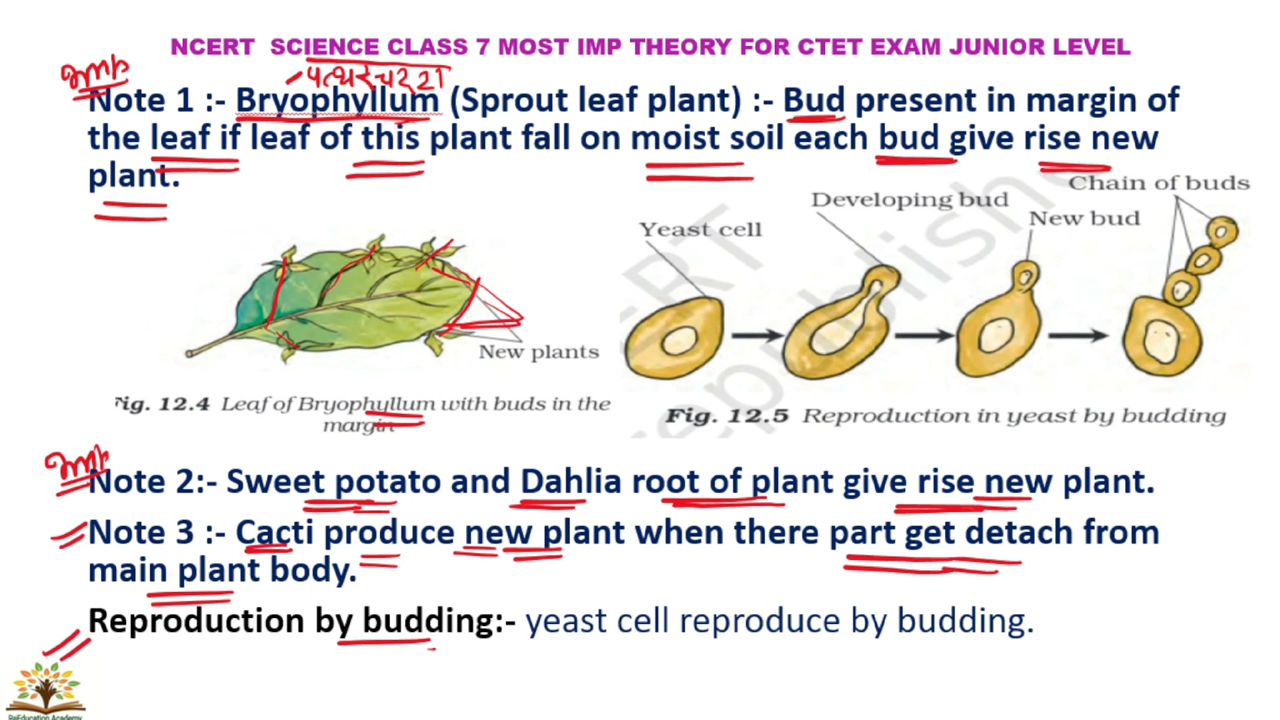 NCERT SCIENCE CLASS 7 MOST IMP THEORY FOR CTET EXAM JUNIOR LEVEL
Imp
पत्थरचट्टा
Note 1 :- Bryophyllum (Sprout leaf plant) :- Bud present in margin of
the leaf if leaf of this plant fall on moist soil each bud give rise new
plant.
New plants
Fig. 12.4 Leaf of Bryophyllum with buds in the
margin
Yeast cell
Developing bud
New bud
Chain of buds
Fig. 12.5 Reproduction in yeast by budding
Imp
Note 2:- Sweet potato and Dahlia root of plant give rise new plant.
Note 3 :- Cacti produce new plant when there part get detach from
main plant body.
Reproduction by budding:- yeast cell reproduce by budding.